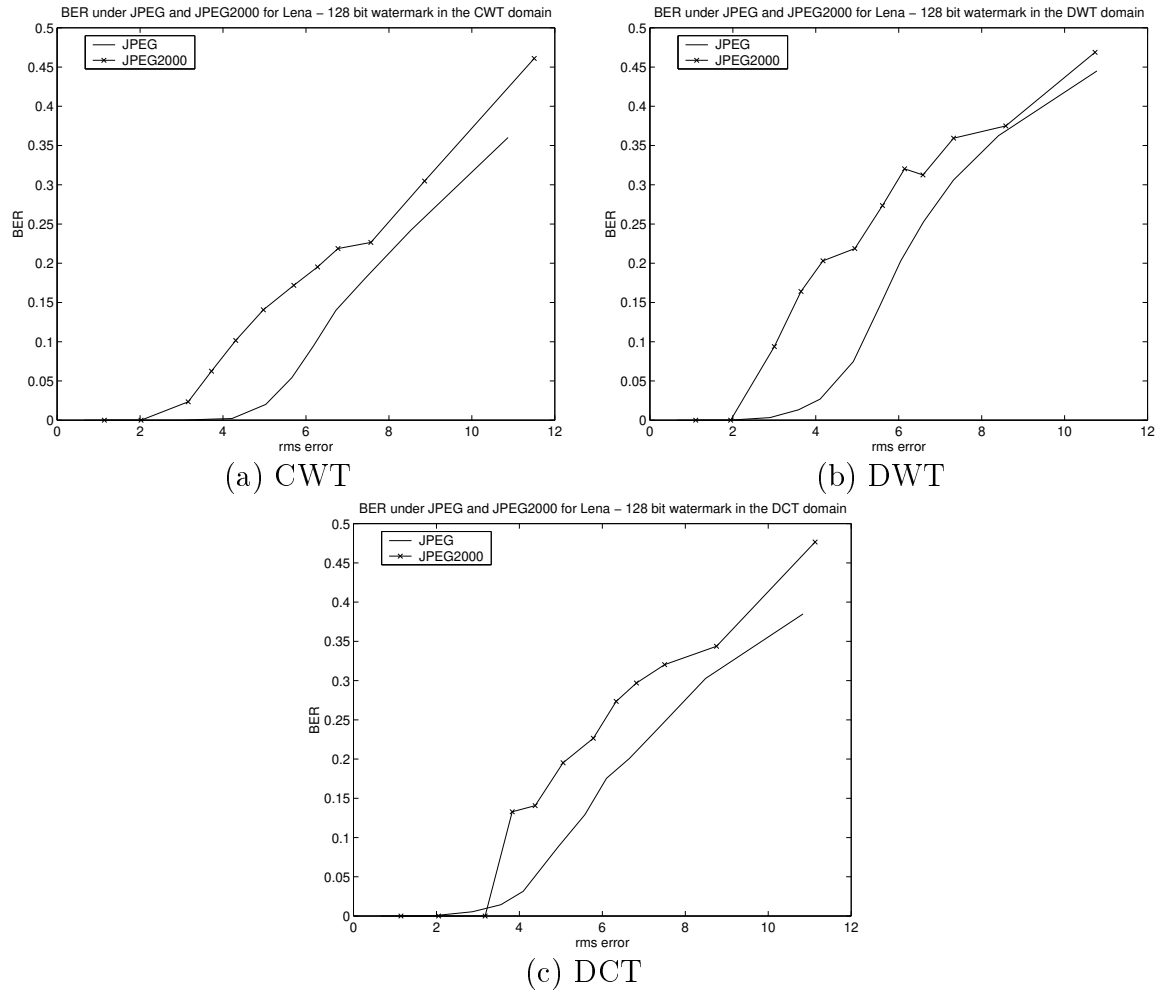 BER under JPEG and JPEG2000 for Lena − 128 bit watermark in the CWT domain
0.5
0.45
0.4
0.35
0.3
0.25
0.2
0.15
0.1
0.05
0
BER
JPEG
JPEG2000
0 2 4 6 8 10 12
rms error
(a) CWT
BER under JPEG and JPEG2000 for Lena − 128 bit watermark in the DWT domain
0.5
0.45
0.4
0.35
0.3
0.25
0.2
0.15
0.1
0.05
0
BER
JPEG
JPEG2000
0 2 4 6 8 10 12
rms error
(b) DWT
BER under JPEG and JPEG2000 for Lena − 128 bit watermark in the DCT domain
0.5
0.45
0.4
0.35
0.3
0.25
0.2
0.15
0.1
0.05
0
BER
JPEG
JPEG2000
0 2 4 6 8 10 12
rms error
(c) DCT